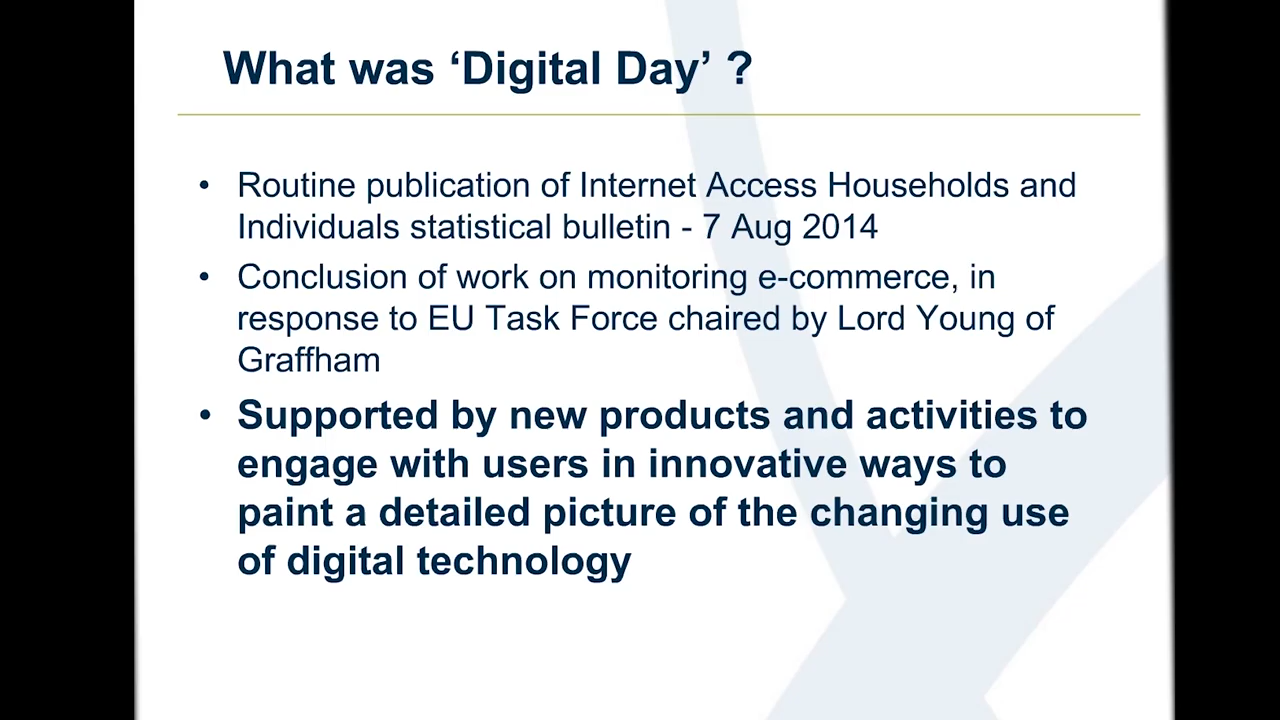 What was ‘Digital Day’ ?
• Routine publication of Internet Access Households and
Individuals statistical bulletin - 7 Aug 2014
• Conclusion of work on monitoring e-commerce, in
response to EU Task Force chaired by Lord Young of
Graffham
• Supported by new products and activities to
engage with users in innovative ways to
paint a detailed picture of the changing use
of digital technology